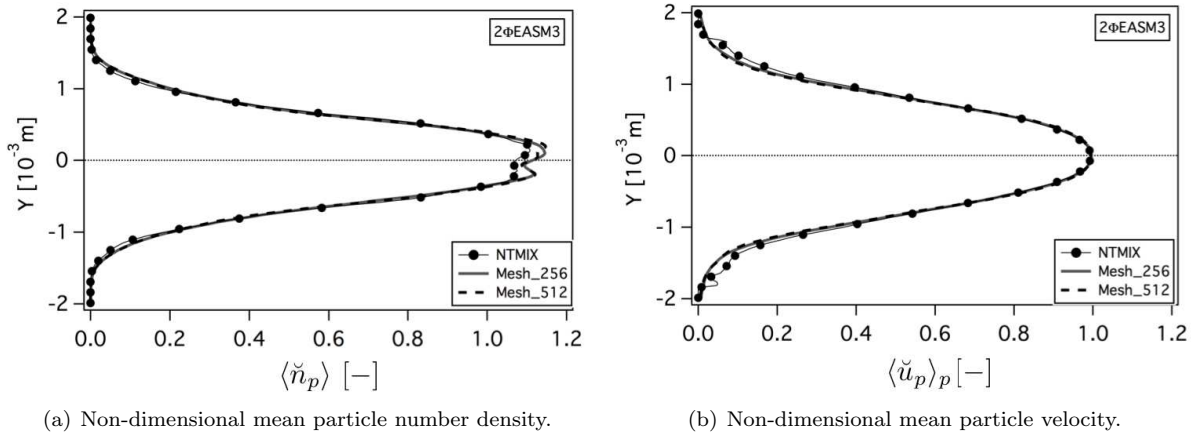 2ΦEASM3
2
1
0
-1
-2
Y [10⁻³m]
NTMIX
Mesh_256
Mesh_512
0.0 0.2 0.4 0.6 0.8 1.0 1.2
⟨n̆ₚ⟩ [−]
(a) Non-dimensional mean particle number density.
2ΦEASM3
2
1
0
-1
-2
Y [10⁻³m]
NTMIX
Mesh_256
Mesh_512
0.0 0.2 0.4 0.6 0.8 1.0 1.2
⟨ŭₚ⟩ₚ [−]
(b) Non-dimensional mean particle velocity.